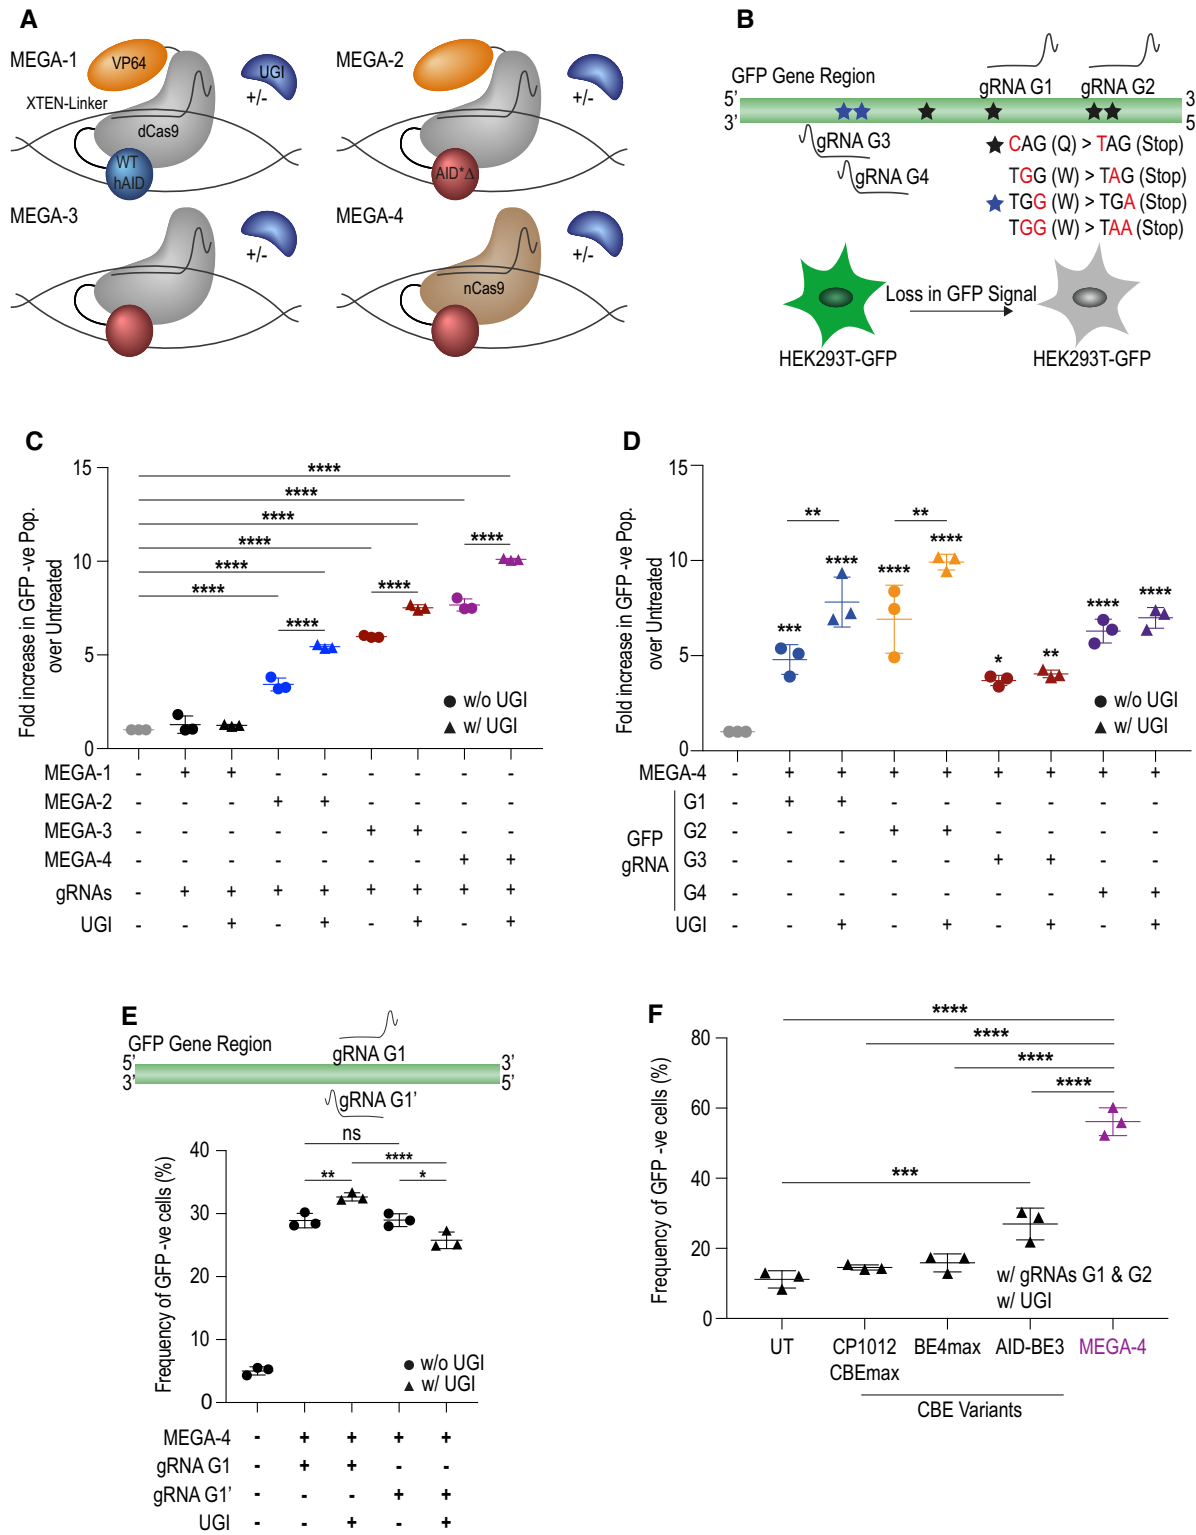 A
MEGA-1
VP64
UGI
+/-
XTEN-Linker
dCas9
WT
hAID
MEGA-2
+/-
AID*Δ
MEGA-3
+/-
MEGA-4
+/-
nCas9
B
GFP Gene Region
gRNA G1
gRNA G2
5'
3'
3
5
gRNA G3
gRNA G4
CAG (Q) > TAG (Stop)
TGG (W) > TAG (Stop)
TGG (W) > TGA (Stop)
TGG (W) > TAA (Stop)
Loss in GFP Signal
HEK293T-GFP
HEK293T-GFP
C
Fold increase in GFP -ve Pop.
over Untreated
15
10
5
0
****
****
****
****
****
****
****
****
****
w/o UGI
w/ UGI
MEGA-1 - + + - - - - - -
MEGA-2 - - - + + - - - -
MEGA-3 - - - - - + + - -
MEGA-4 - - - - - - - + +
gRNAs - + + + + + + + +
UGI - - + - + - + - +
D
Fold increase in GFP -ve Pop.
over Untreated
15
10
5
0
**
**
***
****
****
****
*
**
****
****
w/o UGI
w/ UGI
MEGA-4 - + + + + + + + +
GFP
gRNA
G1 - + + - - - - - -
G2 - - - + + - - - -
G3 - - - - - + + - -
G4 - - - - - - - + +
UGI - - + - + - + - +
E
GFP Gene Region
gRNA G1
5'
3'
3'
5'
gRNA G1'
Frequency of GFP -ve cells (%)
40
30
20
10
0
ns
****
**
*
w/o UGI
w/ UGI
MEGA-4 - + + + +
gRNA G1 - + + - -
gRNA G1' - - - + +
UGI - - + - +
F
Frequency of GFP -ve cells (%)
80
60
40
20
0
****
****
****
****
***
w/ gRNAs G1 & G2
w/ UGI
UT
CP1012
CBEmax
BE4max
AID-BE3
MEGA-4
CBE Variants